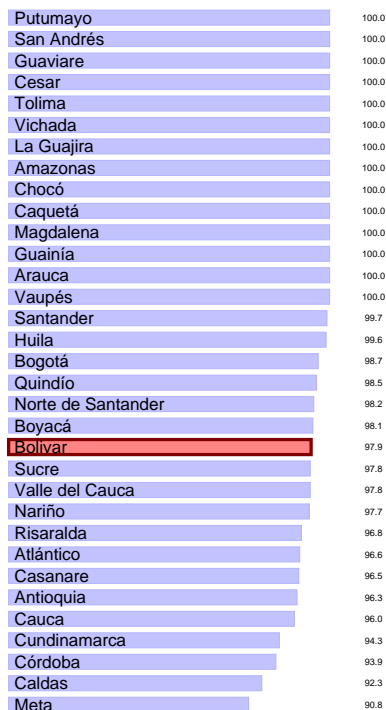 Putumayo 100.0
San Andrés 100.0
Guaviare 100.0
Cesar 100.0
Tolima 100.0
Vichada 100.0
La Guajira 100.0
Amazonas 100.0
Chocó 100.0
Caquetá 100.0
Magdalena 100.0
Guainía 100.0
Arauca 100.0
Vaupés 100.0
Santander 99.7
Huila 99.6
Bogotá 98.7
Quindío 98.5
Norte de Santander 98.2
Boyacá 98.1
Bolivar 97.9
Sucre 97.8
Valle del Cauca 97.8
Nariño 97.7
Risaralda 96.8
Atlántico 96.6
Casanare 96.5
Antioquia 96.3
Cauca 96.0
Cundinamarca 94.3
Córdoba 93.9
Caldas 92.3
Meta 90.8